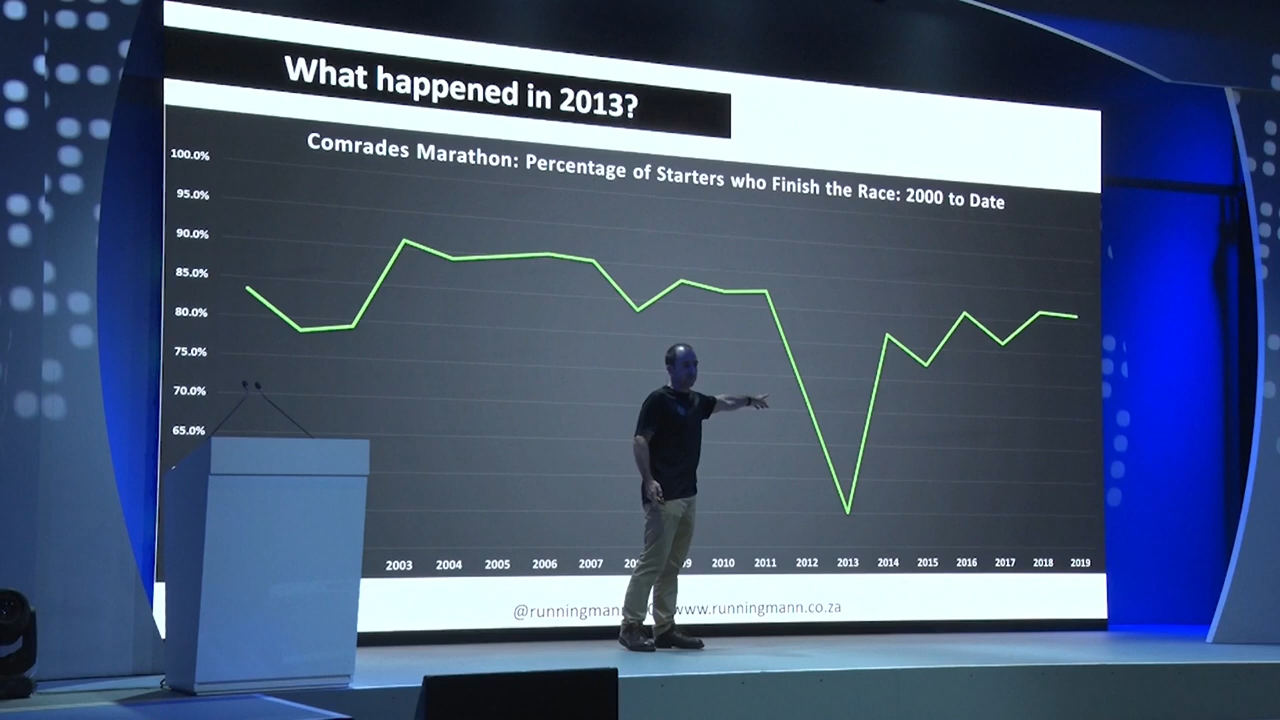 What happened in 2013?
Comrades Marathon: Percentage of Starters who Finish the Race: 2000 to Date
100.0%
95.0%
90.0%
85.0%
80.0%
75.0%
70.0%
65.0%
2003 2004 2005 2006 2007 2010 2011 2012 2013 2014 2015 2016 2017 2018 2019
@runningmann www.runningmann.co.za